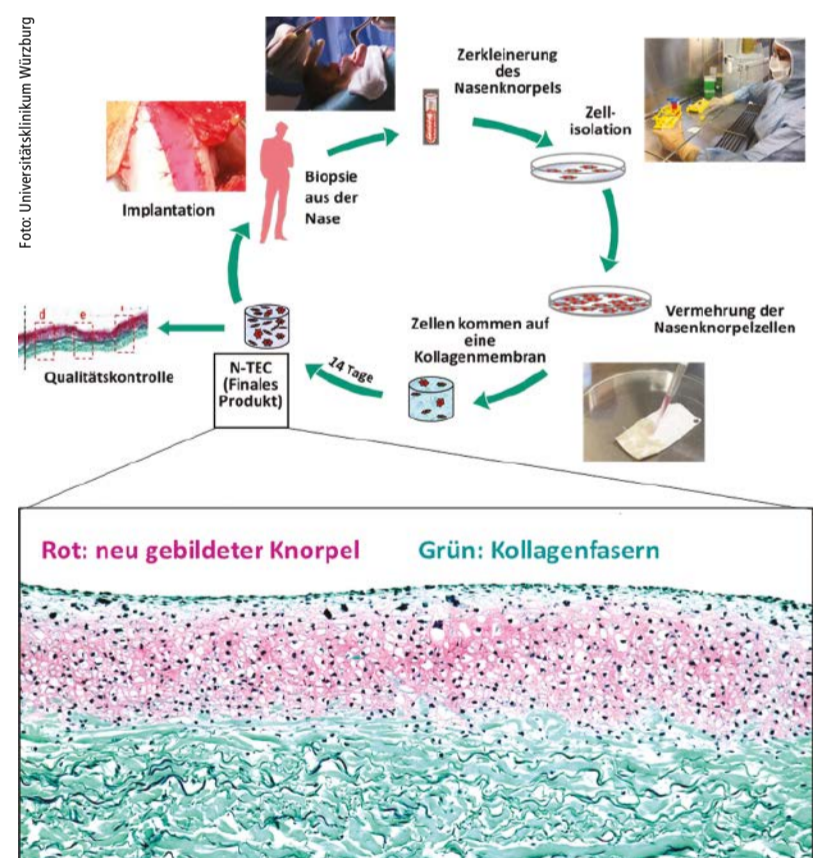 Foto: Universitätsklinikum Würzburg
Zerkleinerung
des
Nasenknorpels
Zell-
isolation
Biopsie
aus der
Nase
Implantation
Vermehrung der
Nasenknorpelzellen
Zellen kommen auf
eine
Kollagenmembran
14 Tage
N-TEC
(Finales
Produkt)
d
e
Qualitätskontrolle
Rot: neu gebildeter Knorpel
Grün: Kollagenfasern